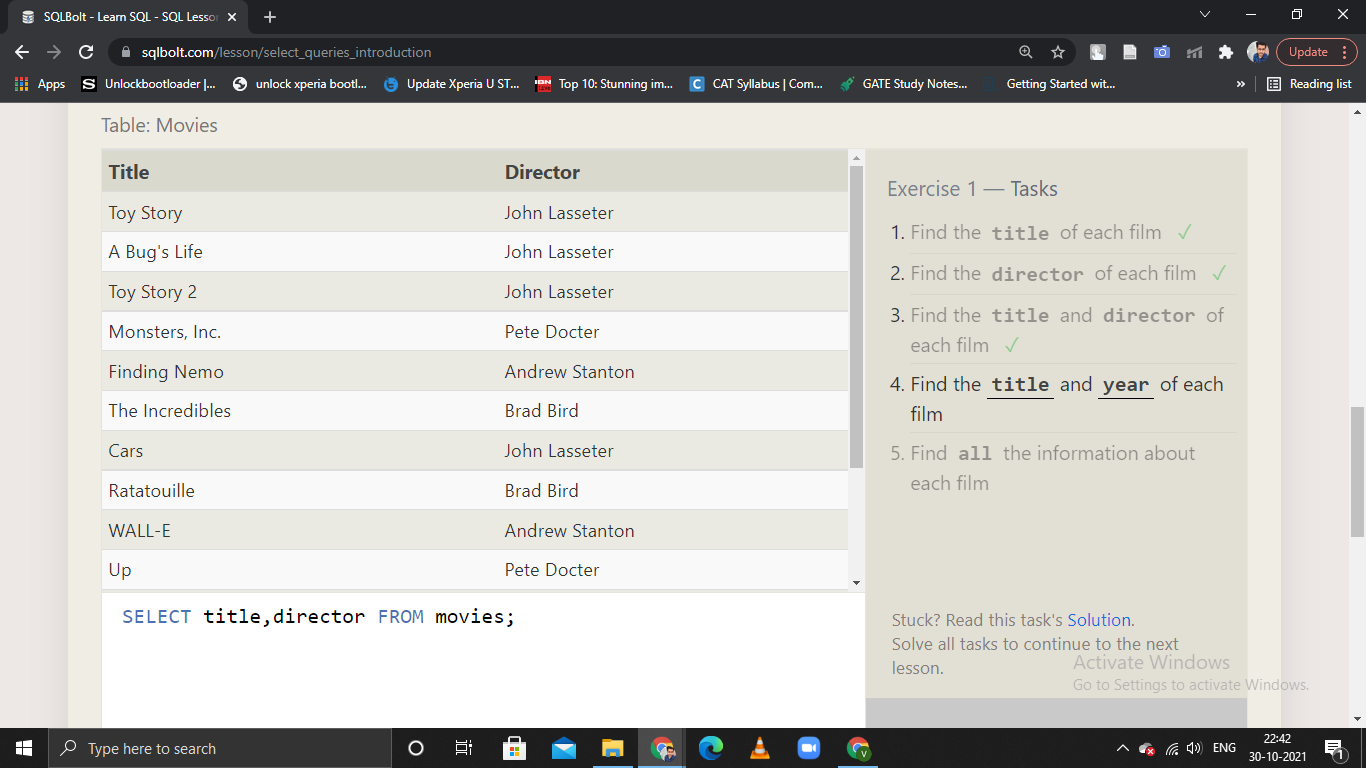 SQLBolt - Learn SQL - SQL Lesson
sqlbolt.com/lesson/select_queries_introduction
Update
Apps
Unlockbootloader |...
unlock xperia bootl...
Update Xperia U ST...
Top 10: Stunning im...
CAT Syllabus | Com...
GATE Study Notes...
Getting Started wit...
»
Reading list
Table: Movies
Title Director
Toy Story John Lasseter
A Bug's Life John Lasseter
Toy Story 2 John Lasseter
Monsters, Inc. Pete Docter
Finding Nemo Andrew Stanton
The Incredibles Brad Bird
Cars John Lasseter
Ratatouille Brad Bird
WALL-E Andrew Stanton
Up Pete Docter
SELECT title,director FROM movies;
Exercise 1 — Tasks
1. Find the title of each film ✓
2. Find the director of each film ✓
3. Find the title and director of
each film ✓
4. Find the title and year of each
film
5. Find all the information about
each film
Stuck? Read this task's Solution.
Solve all tasks to continue to the next
lesson.
Activate Windows
Go to Settings to activate Windows.
Type here to search
ENG
22:42
30-10-2021
1